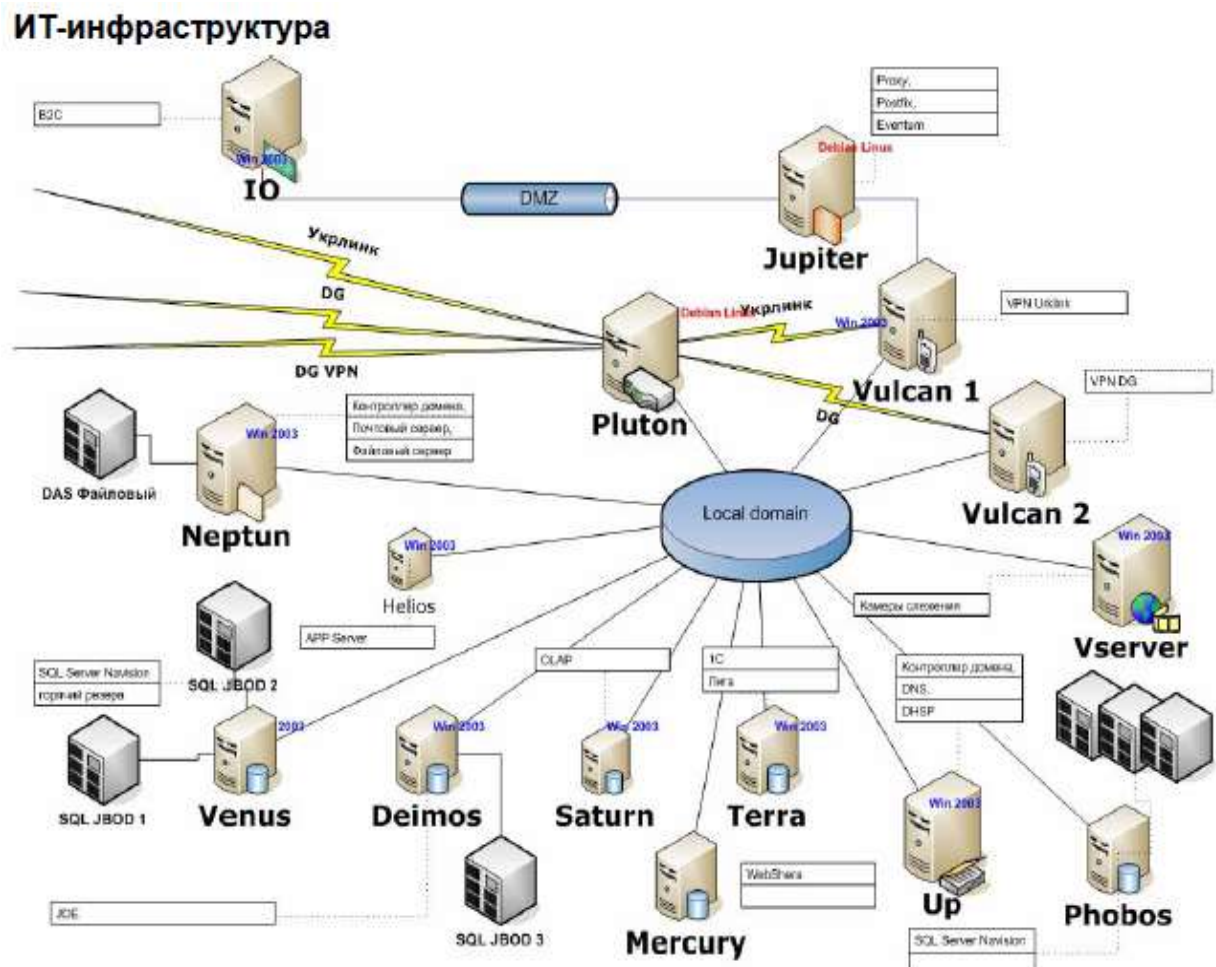 ИТ-инфраструктура
B2C
Win 2003
IO
DMZ
Proxy,
Postfix,
Eventum
Debian Linus
Jupiter
Укрлинк
DG
DG VPN
Debian Linus
Pluton
Укрлинк
Win 2003
Vulcan 1
VPN Urklink
DG
VPN DG
Vulcan 2
DAS Файловый
Win 2003
Neptun
Контроллер домена,
Почтовый сервер,
Файловый сервер
Local domain
Win 2003
Helios
APP Server
Win 2003
Vserver
Камеры слежения
SQL JBOD 2
SQL Server Navision
горячий резерв
SQL JBOD 1
2003
Venus
Win 2003
Deimos
JDE
SQL JBOD 3
OLAP
Win 2003
Saturn
1C
Лига
Win 2003
Terra
Mercury
WebShere
Контроллер домена,
DNS,
DHSP
Win 2003
Up
Phobos
SQL Server Navision